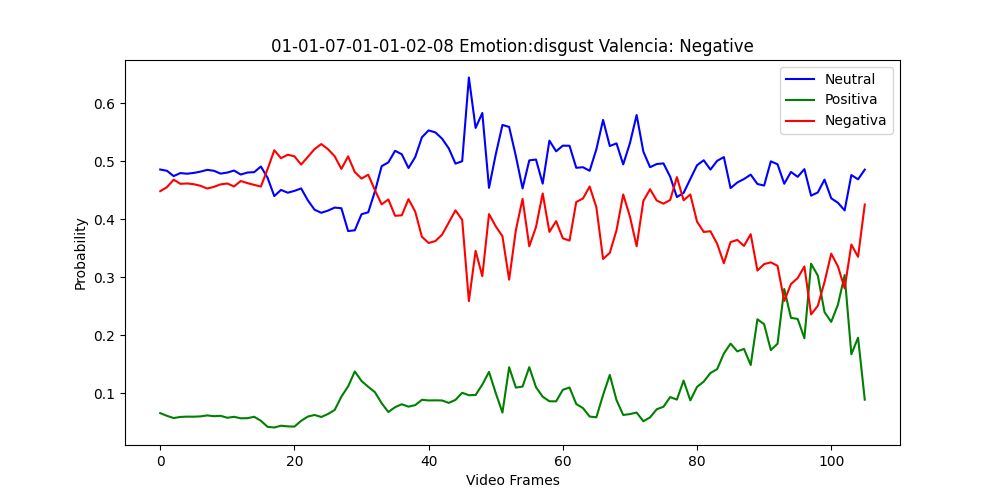 01-01-07-01-01-02-08 Emotion:disgust Valencia: Negative
Neutral
Positiva
Negativa
Probability
0.6
0.5
0.4
0.3
0.2
0.1
0 20 40 60 80 100
Video Frames